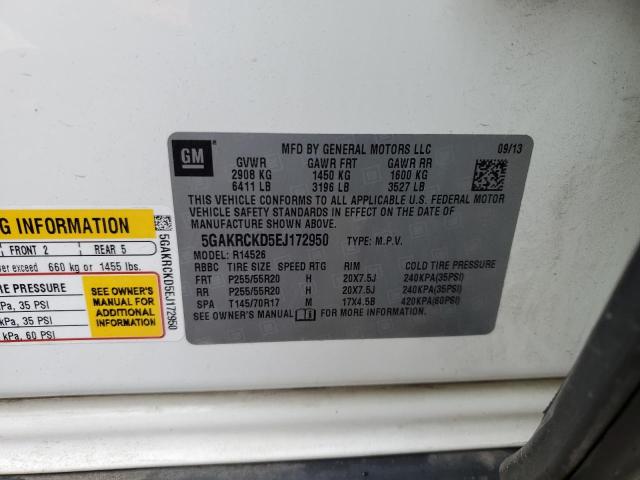 GM
MFD BY GENERAL MOTORS LLC 09/13
GVWR GAWR FRT GAWR RR
2908 KG 1450 KG 1600 KG
6411 LB 3196 LB 3527 LB
THIS VEHICLE CONFORMS TO ALL APPLICABLE U.S. FEDERAL MOTOR
VEHICLE SAFETY AND THEFT PREVENTION STANDARDS IN EFFECT ON THE DATE OF
MANUFACTURE SHOWN ABOVE.
5GAKRCKD5EJ172950 TYPE: M.P.V.
MODEL: R14526
RBBC TIRE SIZE SPEED RTG RIM
FRT P255/55R20 H 20X7.5J 240KPA(35PSI)
RR P255/55R20 H 20X7.5J 240KPA(35PSI)
SPA T145/70R17 M 17X4.5B 420KPA(60PSI)
SEE OWNER'S MANUAL FOR MORE INFORMATION.
G INFORMATION
FRONT 2 REAR 5
ver exceed 660 kg or 1455 lbs.
E PRESSURE
kPa, 35 PSI
kPa, 35 PSI
kPa, 60 PSI
SEE OWNER'S
MANUAL FOR
ADDITIONAL
INFORMATION
5GAKRCKD5EJ172950